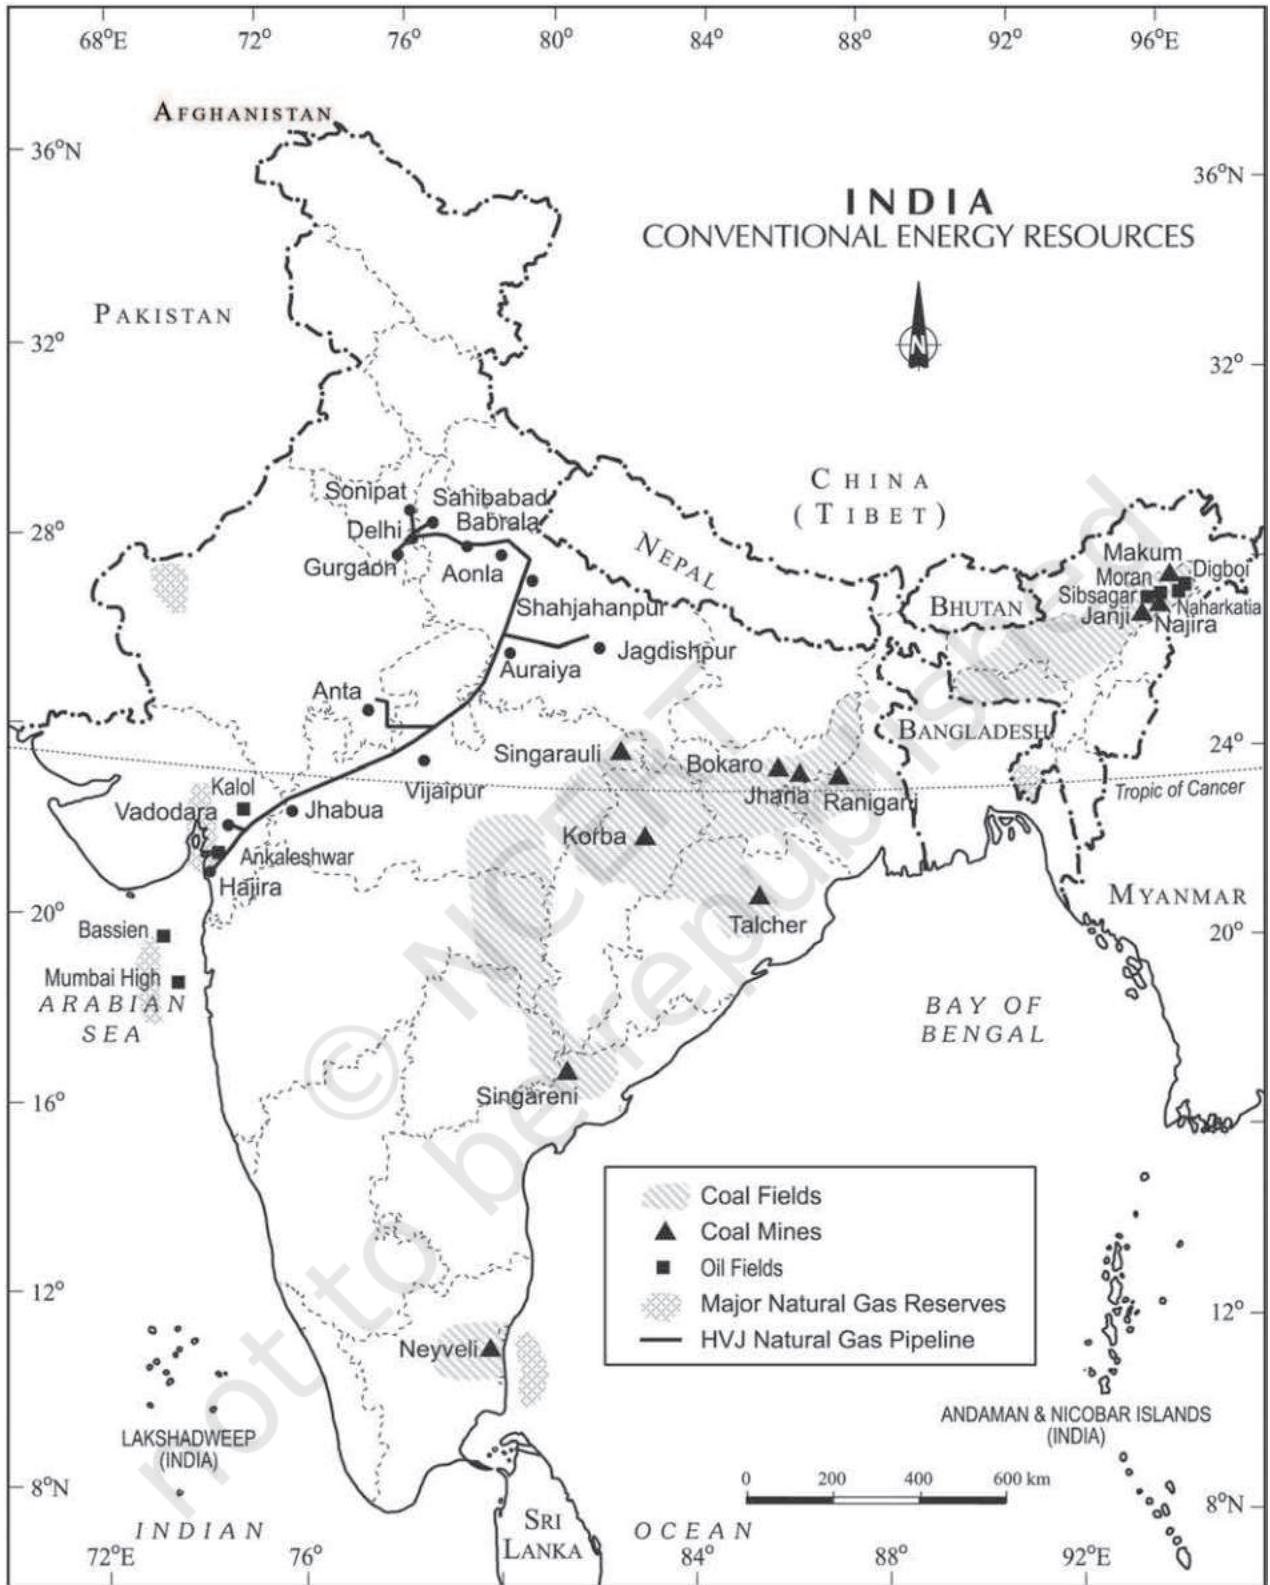 68°E 72° 76° 80° 84° 88° 92° 96°E
AFGHANISTAN
36°N
36°N
INDIA
CONVENTIONAL ENERGY RESOURCES
N
PAKISTAN
32°
32°
CHINA
(TIBET)
Sonipat
Sahibabad
Delhi
Babrala
28°
28°
Gurgaon
Aonla
NEPAL
Makum
Digboi
Moran
Shahjahanpur
BHUTAN
Sibsagar
Naharkatia
Janji
Najira
Jagdishpur
Auraiya
Anta
BANGLADESH
Singarauli
Bokaro
24°
Kalol
Vijaipur
Jharia
Raniganj
Tropic of Cancer
Vadodara
Jhabua
Korba
Ankaleshwar
Hajira
MYANMAR
20°
Talcher
Bassien
20°
Mumbai High
ARABIAN
SEA
BAY OF
BENGAL
Singareni
16°
Coal Fields
Coal Mines
Oil Fields
Major Natural Gas Reserves
HVJ Natural Gas Pipeline
12°
12°
Neyveli
LAKSHADWEEP
(INDIA)
ANDAMAN & NICOBAR ISLANDS
(INDIA)
0 200 400 600 km
8°N
8°N
INDIAN
SRI
LANKA
OCEAN
72°E 76° 84° 88° 92°E
© NCERT
not to be republished